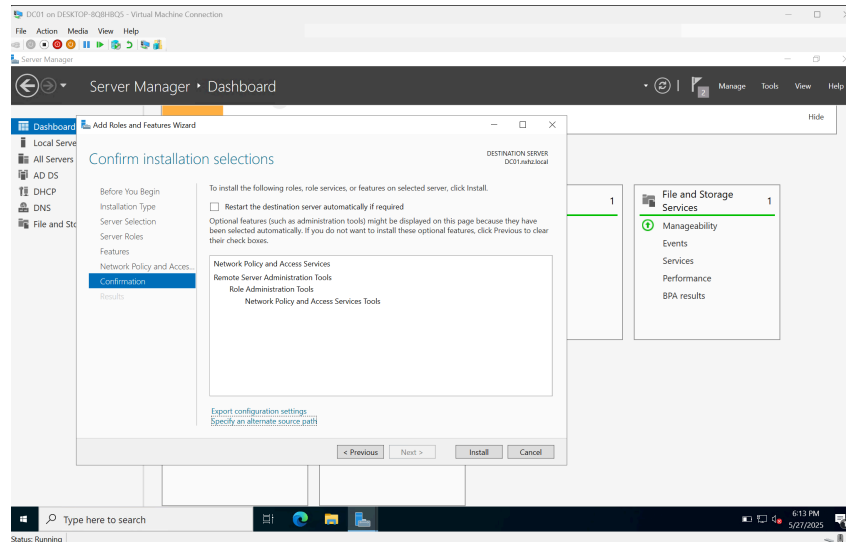 DC01 on DESKTOP-8Q8HBQS - Virtual Machine Connection
File Action Media View Help
Server Manager
Server Manager • Dashboard
2
Manage Tools View Help
Hide
Dashboard
Local Serve
All Servers
AD DS
DHCP
DNS
File and Sto
Add Roles and Features Wizard
Confirm installation selections
DESTINATION SERVER
DC01.nxhz.local
Before You Begin
Installation Type
Server Selection
Server Roles
Features
Network Policy and Acces...
Confirmation
Results
To install the following roles, role services, or features on selected server, click Install.
Restart the destination server automatically if required
Optional features (such as administration tools) might be displayed on this page because they have
been selected automatically. If you do not want to install these optional features, click Previous to clear
their check boxes.
Network Policy and Access Services
Remote Server Administration Tools
Role Administration Tools
Network Policy and Access Services Tools
Export configuration settings
Specify an alternate source path
< Previous
Next >
Install
Cancel
1
File and Storage
Services
1
Manageability
Events
Services
Performance
BPA results
Type here to search
6:13 PM
5/27/2025
Status: Running